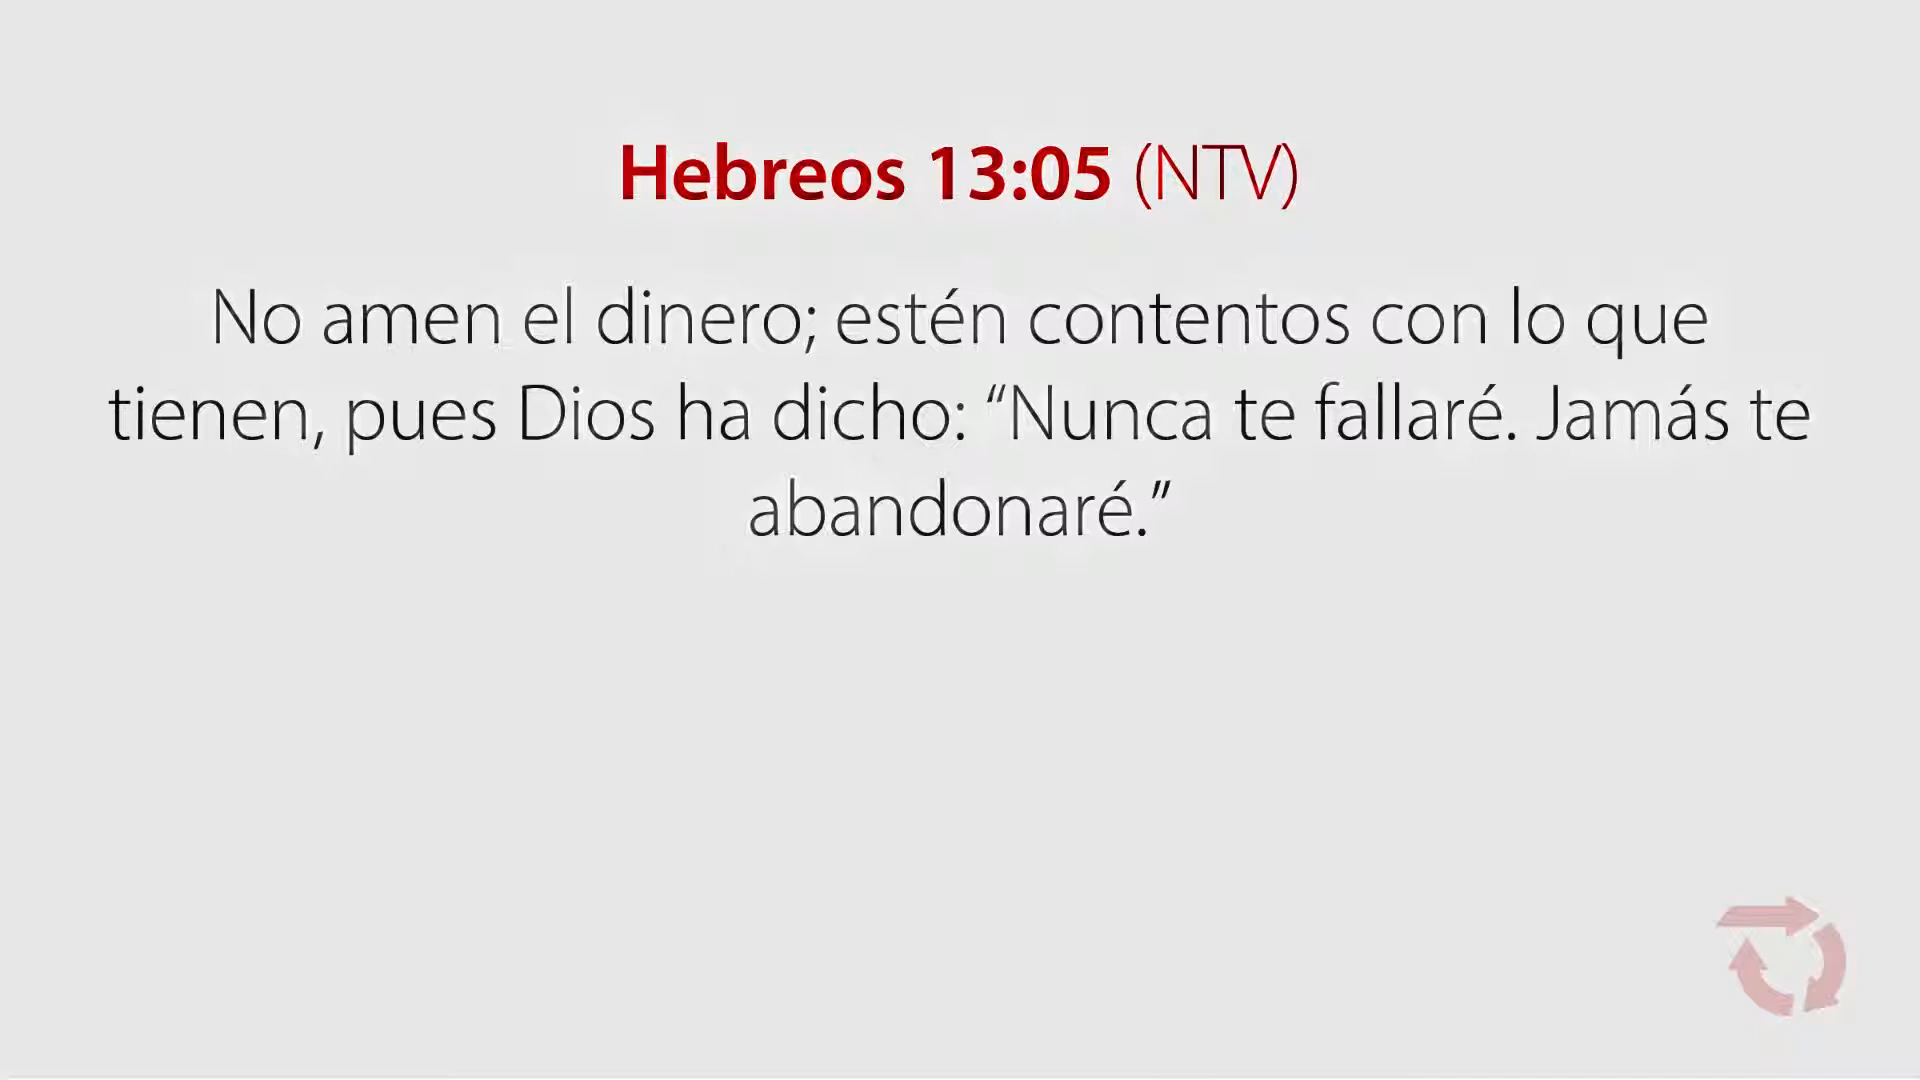 Hebreos 13:05 (NTV)
No amen el dinero; estén contentos con lo que
tienen, pues Dios ha dicho: “Nunca te fallaré. Jamás te
abandonaré.”